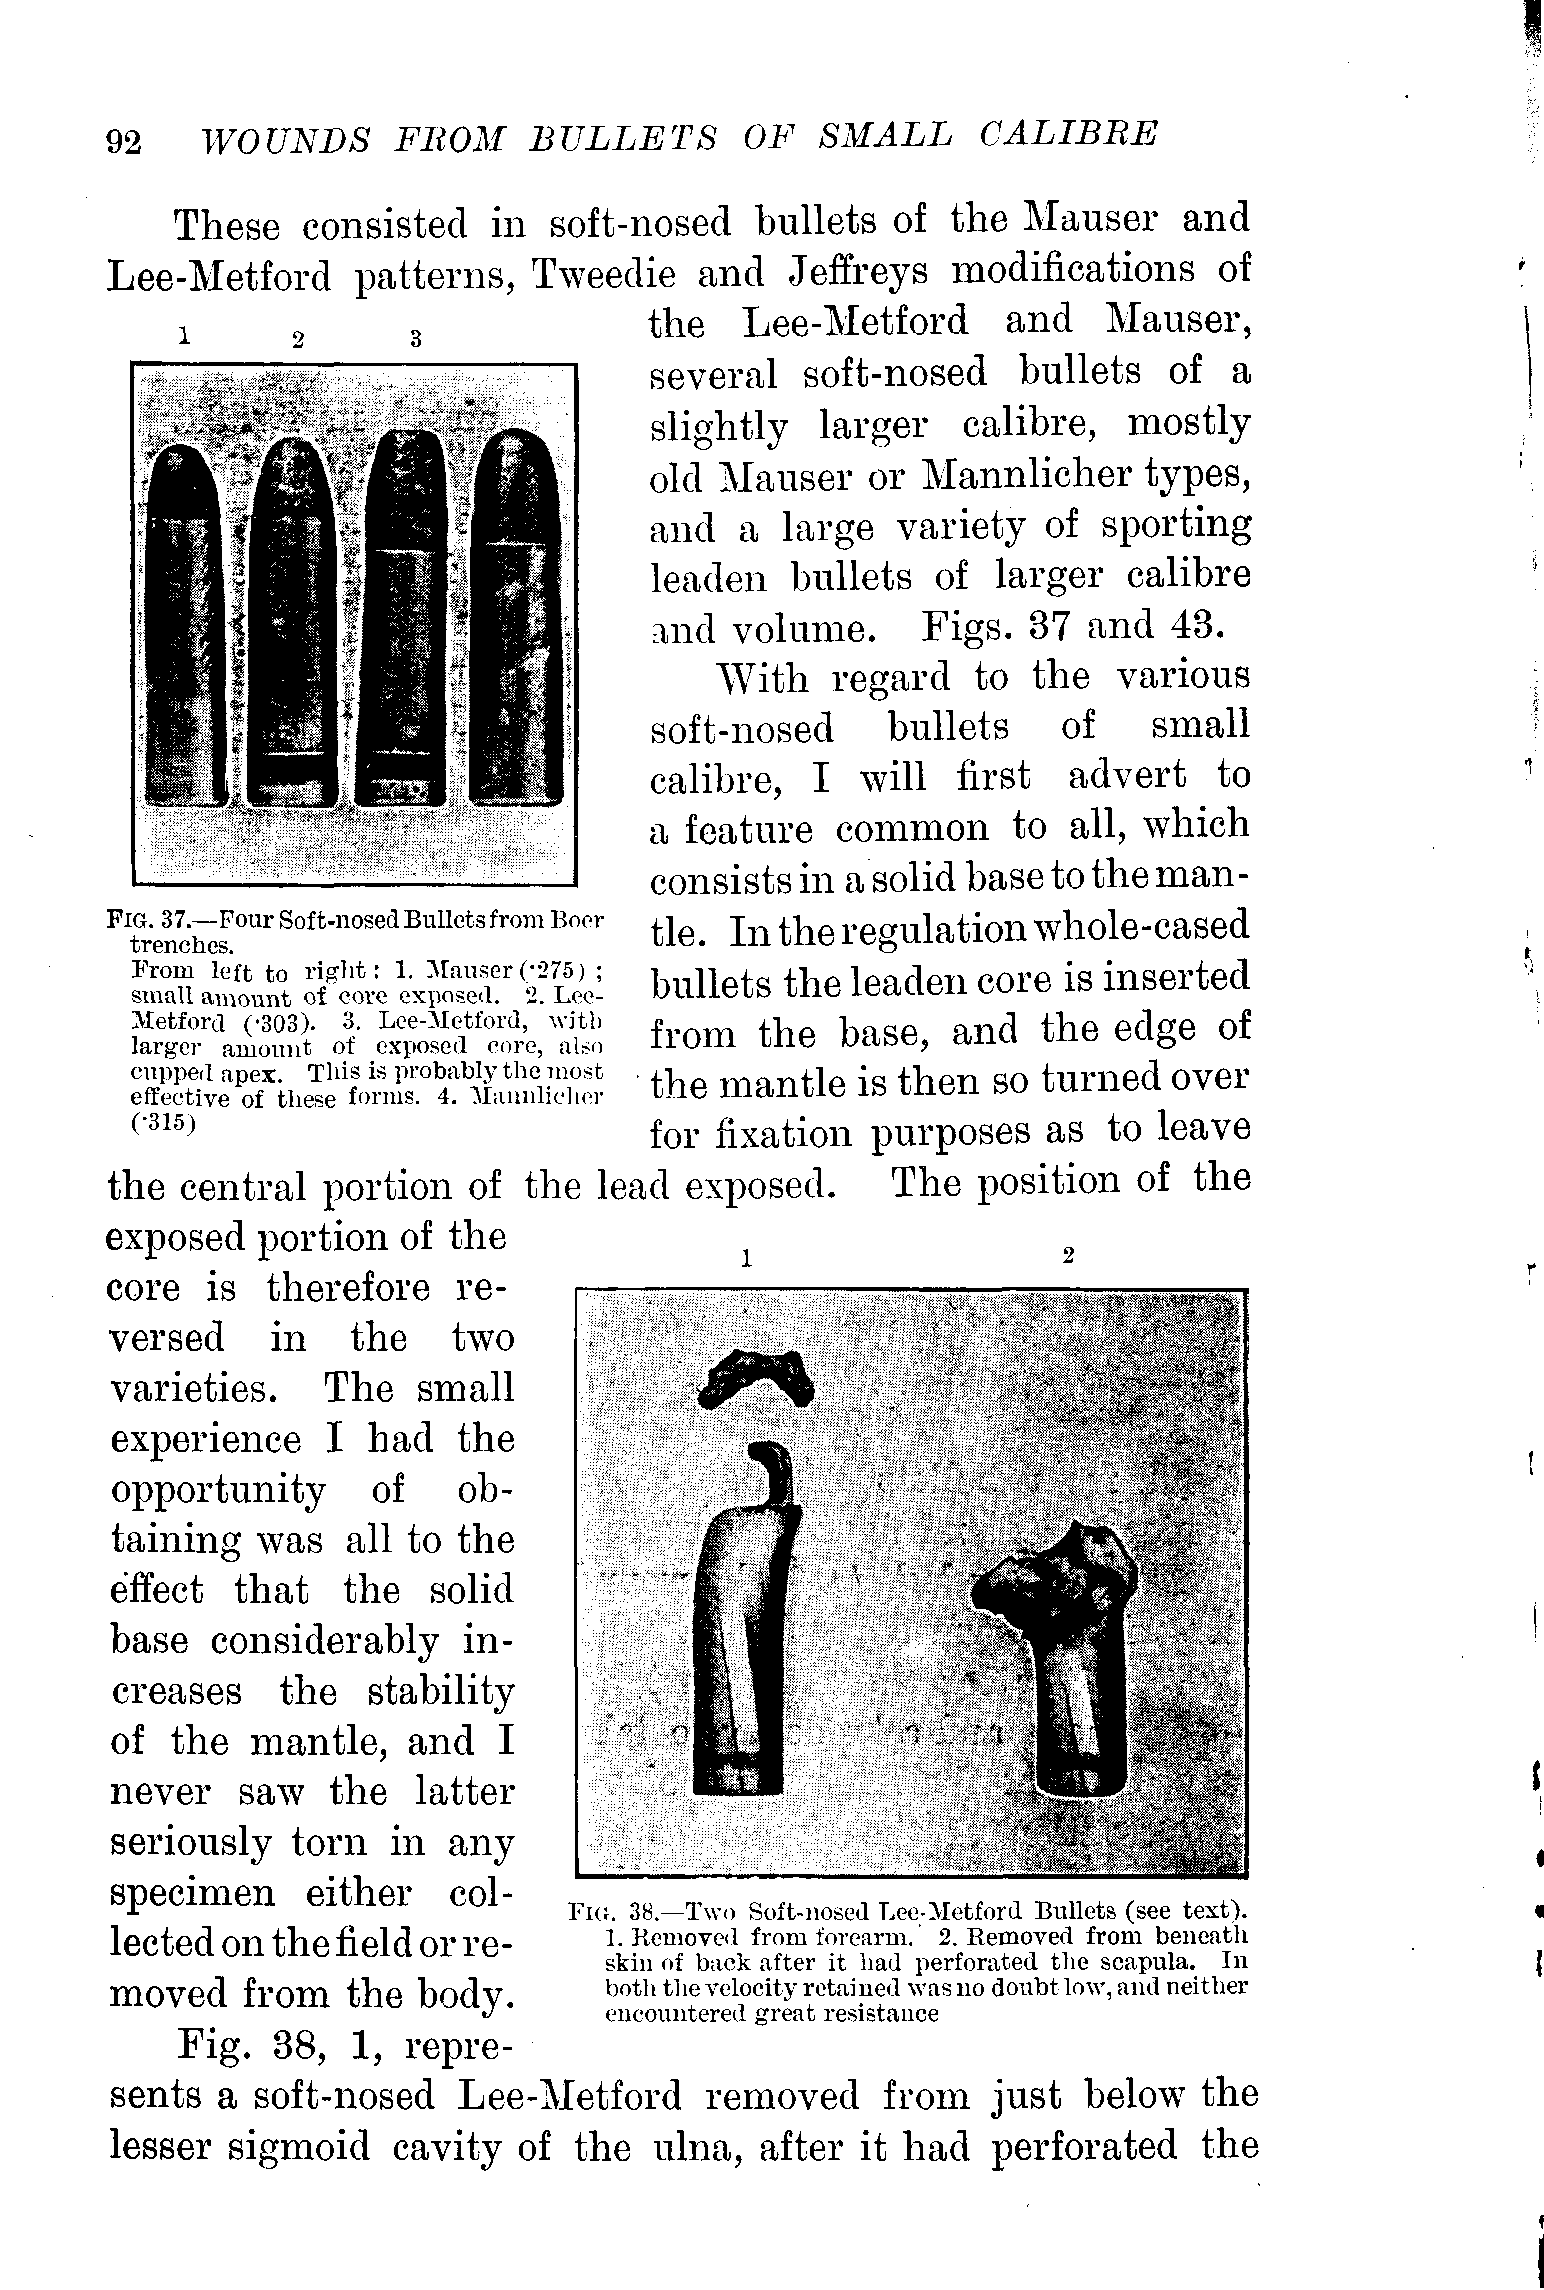 92 WOUNDS FROM BULLETS OF SMALL CALIBRE
These consisted in soft-nosed bullets of the Mauser and
Lee-Metford patterns, Tweedie and Jeffreys modifications of
the Lee-Metford and Mauser,
several soft-nosed bullets of a
slightly larger calibre, mostly
old Mauser or Mannlicher types,
and a large variety of sporting
leaden bullets of larger calibre
and volume. Figs. 37 and 43.
With regard to the various
soft-nosed bullets of small
calibre, I will first advert to
a feature common to all, which
consists in a solid base to the man-
tle. In the regulation whole-cased
bullets the leaden core is inserted
from the base, and the edge of
the mantle is then so turned over
for fixation purposes as to leave
1 2 3
FIG. 37.—Four Soft-nosed Bullets from Boer
trenches.
From left to right: 1. Mauser (·275) ;
small amount of core exposed. 2. Lee-
Metford (·303). 3. Lee-Metford, with
larger amount of exposed core, also
cupped apex. This is probably the most
effective of these forms. 4. Mannlicher
(·315)
the central portion of the lead exposed. The position of the
exposed portion of the
core is therefore re-
versed in the two
varieties. The small
experience I had the
opportunity of ob-
taining was all to the
effect that the solid
base considerably in-
creases the stability
of the mantle, and I
never saw the latter
seriously torn in any
specimen either col-
lected on the field or re-
moved from the body.
1 2
FIG. 38.—Two Soft-nosed Lee-Metford Bullets (see text).
1. Removed from forearm. 2. Removed from beneath
skin of back after it had perforated the scapula. In
both the velocity retained was no doubt low, and neither
encountered great resistance
Fig. 38, 1, repre-
sents a soft-nosed Lee-Metford removed from just below the
lesser sigmoid cavity of the ulna, after it had perforated the